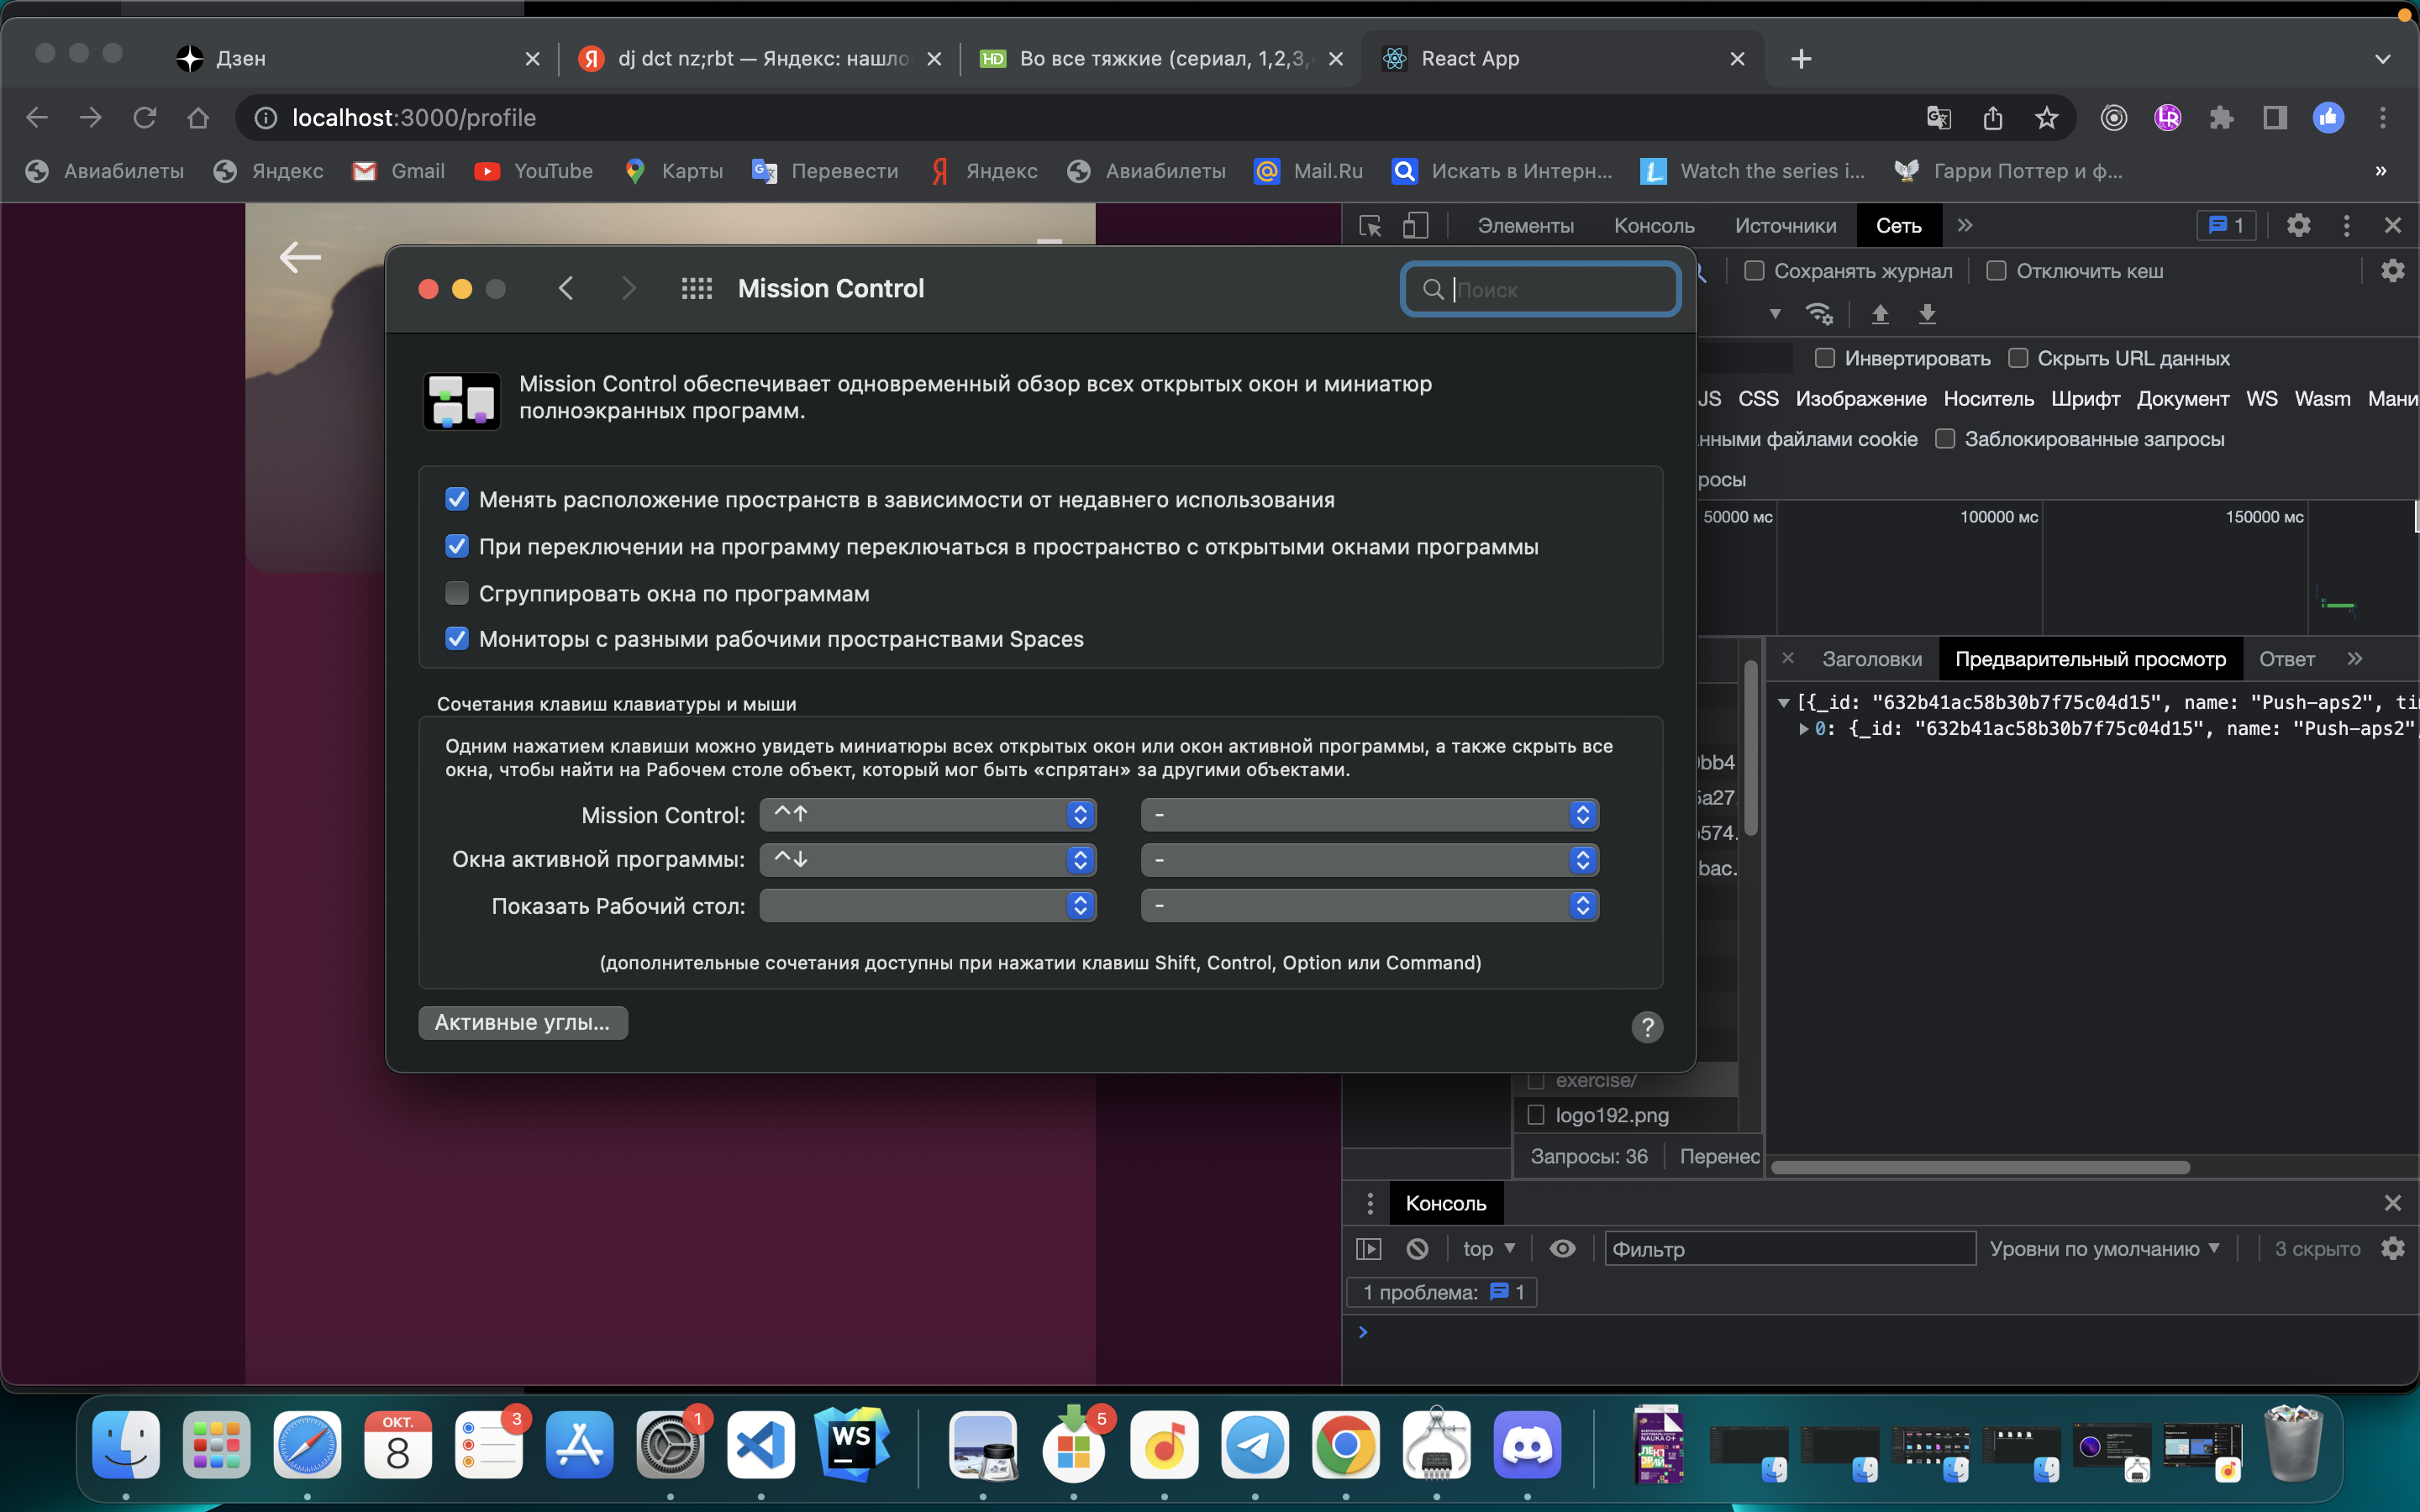 Дзен
dj dct nz;rbt — Яндекс: нашло
Во все тяжкие (сериал, 1,2,3,
React App
localhost:3000/profile
Авиабилеты
Яндекс
Gmail
YouTube
Карты
Перевести
Яндекс
Авиабилеты
Mail.Ru
Искать в Интерн...
Watch the series i...
Гарри Поттер и ф...
»
Элементы
Консоль
Источники
Сеть
1
Сохранять журнал
Отключить кеш
Инвертировать
Скрыть URL данных
JS CSS Изображение Носитель Шрифт Документ WS Wasm Мани
нными файлами cookie
Заблокированные запросы
росы
50000 мс
100000 мс
150000 мс
Mission Control
Поиск
Mission Control обеспечивает одновременный обзор всех открытых окон и миниатюр
полноэкранных программ.
Менять расположение пространств в зависимости от недавнего использования
При переключении на программу переключаться в пространство с открытыми окнами программы
Сгруппировать окна по программам
Мониторы с разными рабочими пространствами Spaces
Сочетания клавиш клавиатуры и мыши
Одним нажатием клавиши можно увидеть миниатюры всех открытых окон или окон активной программы, а также скрыть все
окна, чтобы найти на Рабочем столе объект, который мог быть «спрятан» за другими объектами.
Mission Control: ^↑ -
Окна активной программы: ^↓ -
Показать Рабочий стол: -
(дополнительные сочетания доступны при нажатии клавиш Shift, Control, Option или Command)
Активные углы...
?
Заголовки
Предварительный просмотр
Ответ
[{_id: "632b41ac58b30b7f75c04d15", name: "Push-aps2", ti
0: {_id: "632b41ac58b30b7f75c04d15", name: "Push-aps2",
bb4
a27.
574.
bac.
exercise/
logo192.png
Запросы: 36
Перенес
Консоль
top
Фильтр
Уровни по умолчанию
3 скрыто
1 проблема: 1
ОКТ.
8
3
1
WS
5
NAUKA 0+